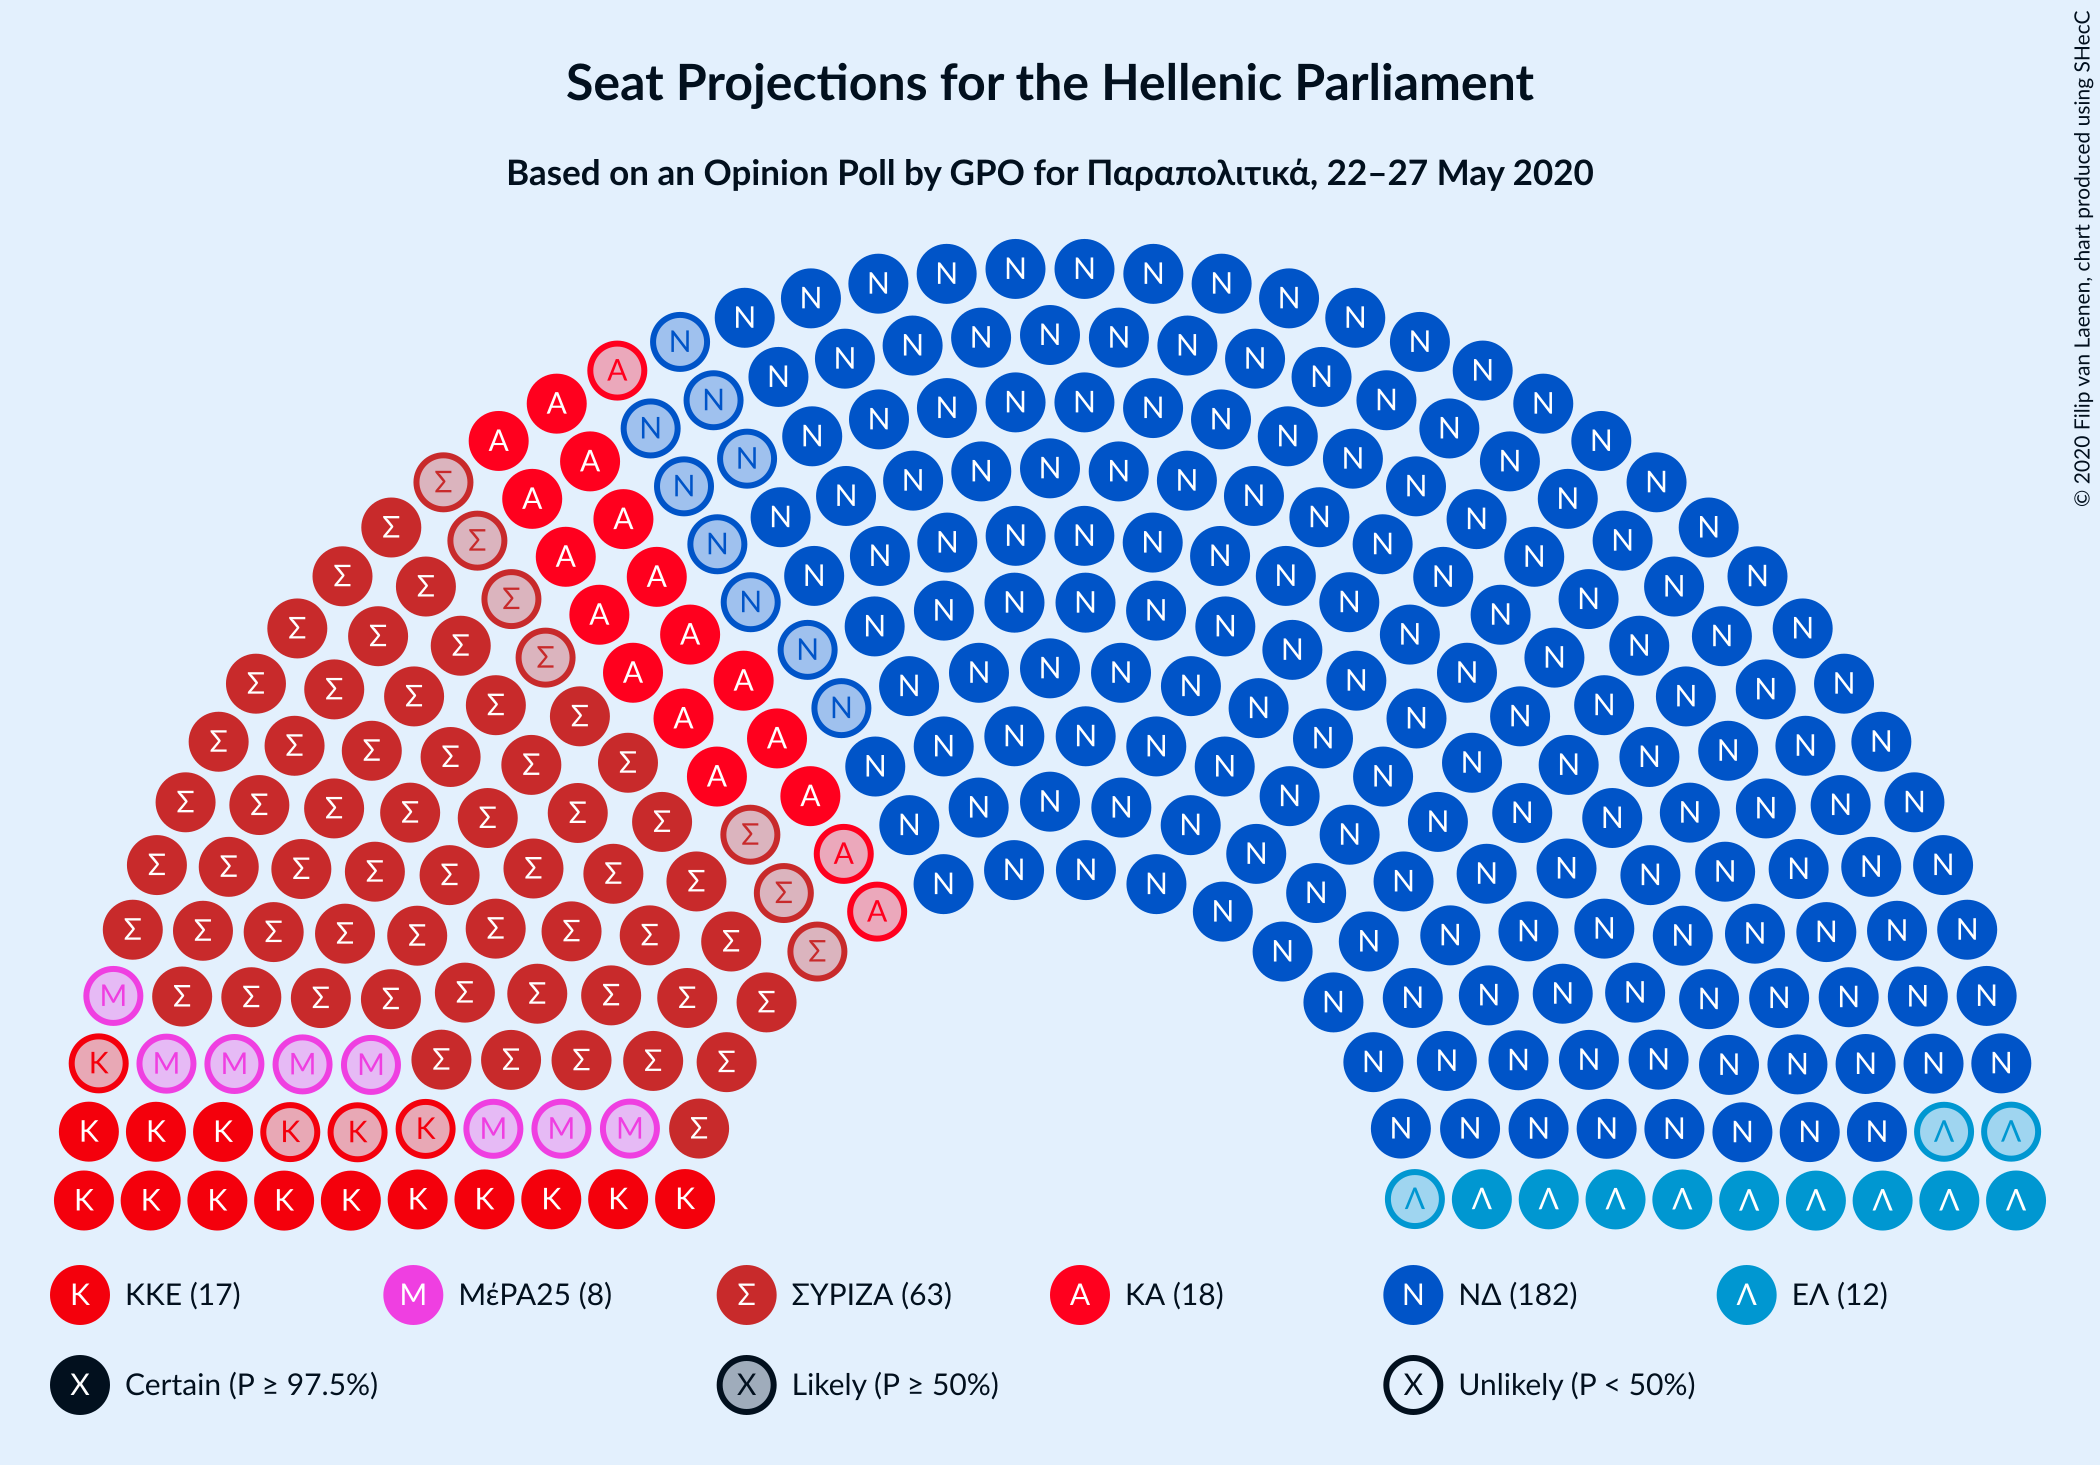 Seat Projections for the Hellenic Parliament
Based on an Opinion Poll by GPO for Παραπολιτικά, 22–27 May 2020
© 2020 Filip van Laenen, chart produced using SHecC
K KKE (17) M ΜέΡΑ25 (8) Σ ΣΥΡΙΖΑ (63) A ΚΑ (18) N ΝΔ (182) Λ ΕΛ (12)
X Certain (P ≥ 97.5%) X Likely (P ≥ 50%) X Unlikely (P < 50%)